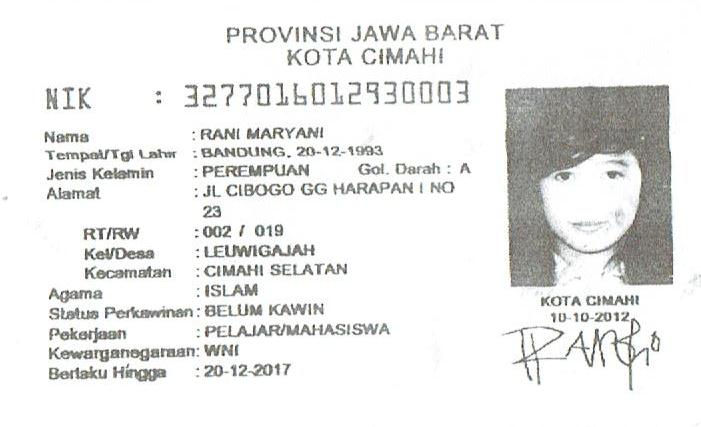 PROVINSI JAWA BARAT
KOTA CIMAHI
NIK : 3277016012930003
Nama : RANI MARYANI
Tempat/Tgl Lahir : BANDUNG, 20-12-1993
Jenis Kelamin : PEREMPUAN Gol. Darah : A
Alamat : JL CIBOGO GG HARAPAN I NO
23
RT/RW : 002 / 019
Kel/Desa : LEUWIGAJAH
Kecamatan : CIMAHI SELATAN
Agama : ISLAM
Status Perkawinan : BELUM KAWIN
Pekerjaan : PELAJAR/MAHASISWA
Kewarganegaraan : WNI
Berlaku Hingga : 20-12-2017
KOTA CIMAHI
10-10-2012